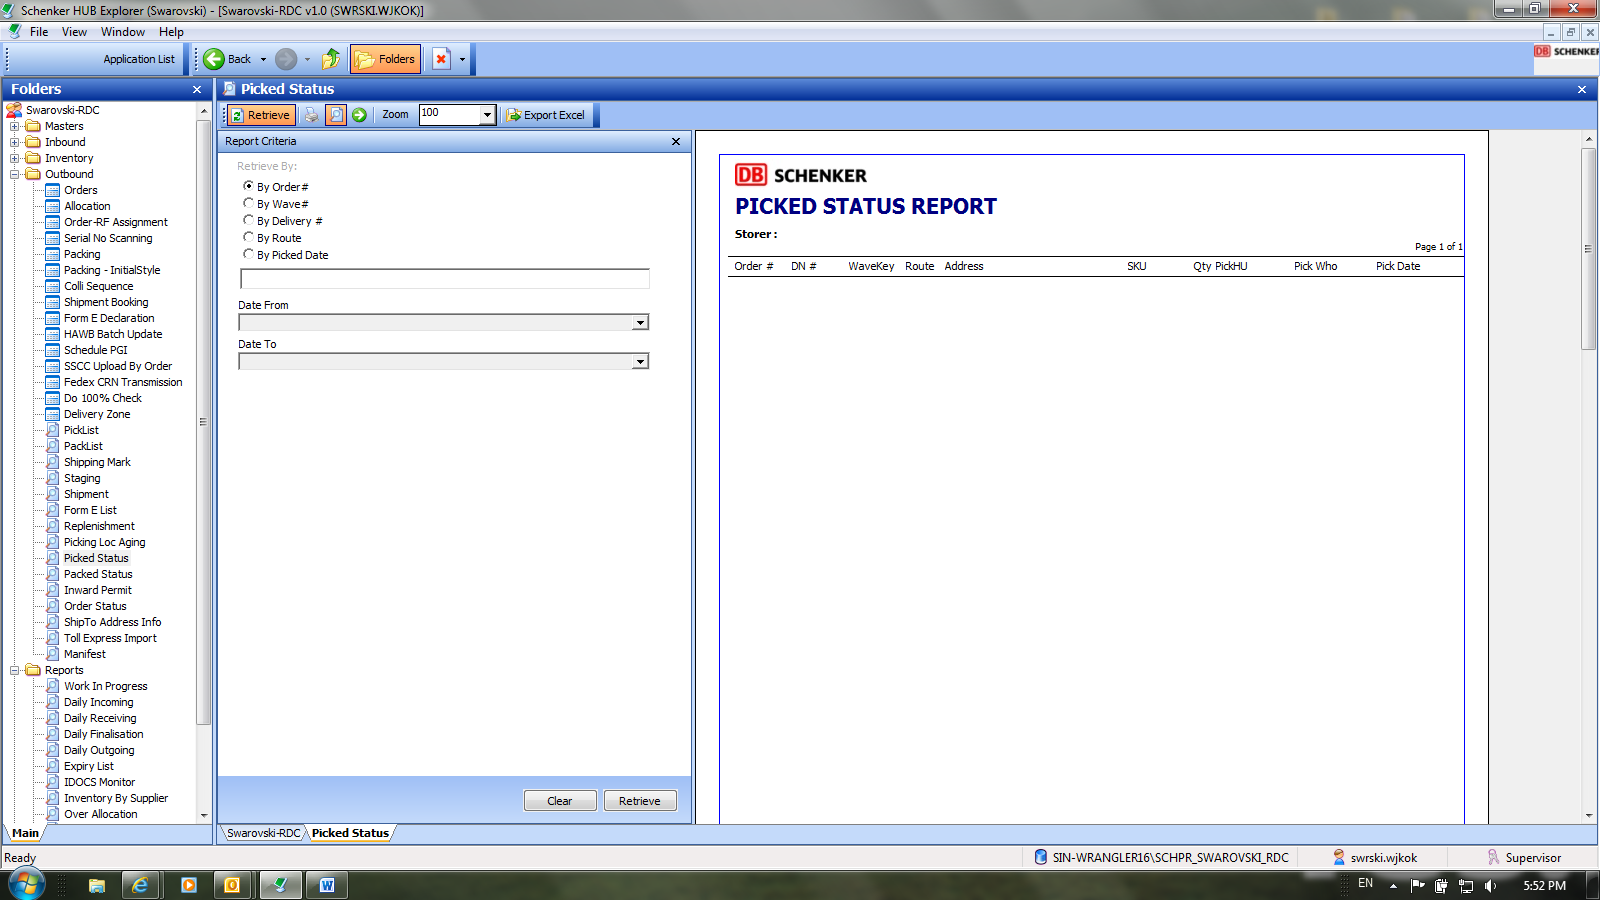 Schenker HUB Explorer (Swarovski) - [Swarovski-RDC v1.0 (SWRSKI.WJKOK)]
File View Window Help
Application List Back Folders
DB SCHENKER
Folders
Swarovski-RDC
Masters
Inbound
Inventory
Outbound
Orders
Allocation
Order-RF Assignment
Serial No Scanning
Packing
Packing - InitialStyle
Colli Sequence
Shipment Booking
Form E Declaration
HAWB Batch Update
Schedule PGI
SSCC Upload By Order
Fedex CRN Transmission
Do 100% Check
Delivery Zone
PickList
PackList
Shipping Mark
Staging
Shipment
Form E List
Replenishment
Picking Loc Aging
Picked Status
Packed Status
Inward Permit
Order Status
ShipTo Address Info
Toll Express Import
Manifest
Reports
Work In Progress
Daily Incoming
Daily Receiving
Daily Finalisation
Daily Outgoing
Expiry List
IDOCS Monitor
Inventory By Supplier
Over Allocation
Main
Picked Status
Retrieve Zoom 100 Export Excel
Report Criteria
Retrieve By:
By Order#
By Wave#
By Delivery #
By Route
By Picked Date
Date From
Date To
Clear Retrieve
DB SCHENKER
PICKED STATUS REPORT
Storer :
Page 1 of 1
Order # DN # WaveKey Route Address SKU Qty PickHU Pick Who Pick Date
Swarovski-RDC Picked Status
Ready SIN-WRANGLER16\SCHPR_SWAROVSKI_RDC swrski.wjkok Supervisor
EN 5:52 PM